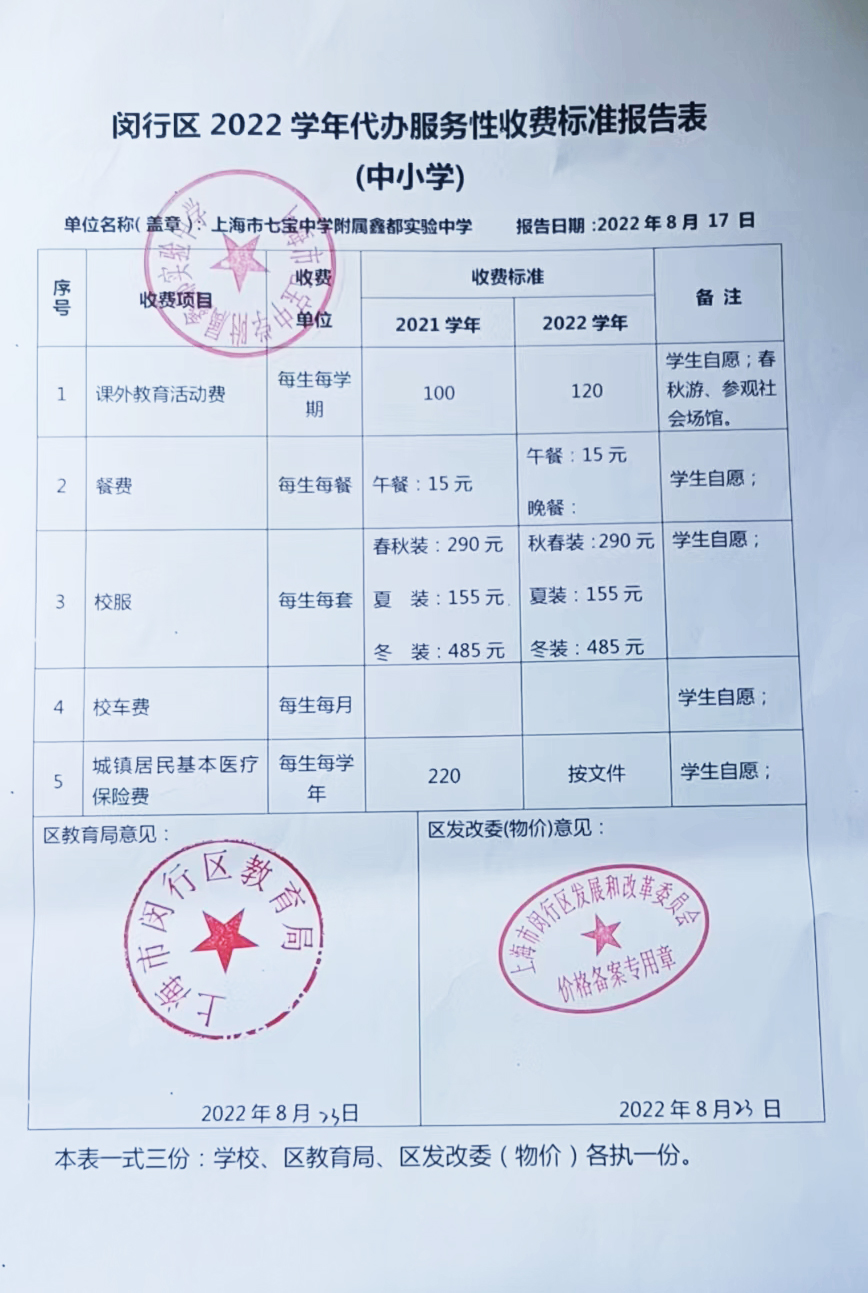 闵行区 2022 学年代办服务性收费标准报告表
(中小学)
单位名称(盖章): 上海市七宝中学附属鑫都实验中学 报告日期:2022 年 8 月 17 日
序号 收费项目 收费单位 收费标准 备 注
2021 学年 2022 学年
1 课外教育活动费 每生每学期 100 120 学生自愿;春秋游、参观社会场馆。
2 餐费 每生每餐 午餐:15 元 午餐:15 元
晚餐: 学生自愿;
3 校服 每生每套 春秋装:290 元 秋春装:290 元 学生自愿;
夏 装:155 元 夏装:155 元
冬 装:485 元 冬装:485 元
4 校车费 每生每月 学生自愿;
5 城镇居民基本医疗保险费 每生每学年 220 按文件 学生自愿;
区教育局意见: 区发改委(物价)意见:
上海市闵行区教育局
上海市闵行区发展和改革委员会
价格备案专用章
2022 年 8 月 23 日 2022 年 8 月 23 日
本表一式三份:学校、区教育局、区发改委(物价)各执一份。